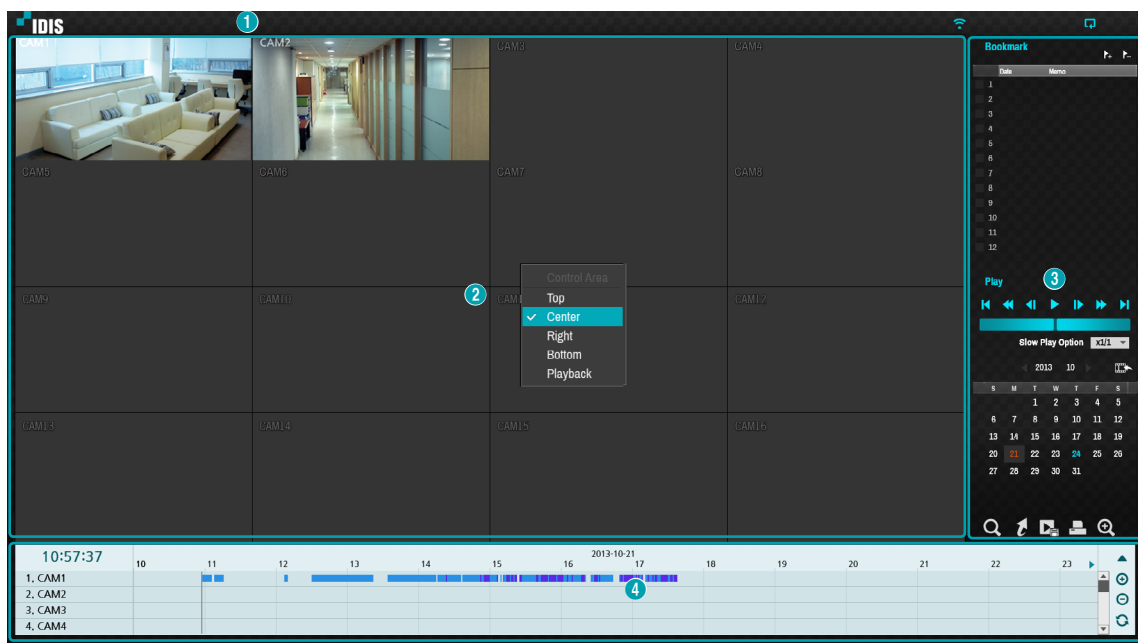 IDIS
1
CAM1
CAM2
CAM3
CAM4
CAM5
CAM6
CAM7
CAM8
CAM9
CAM10
CAM12
CAM13
CAM14
CAM15
CAM16
2
Control Area
Top
Center
Right
Bottom
Playback
Bookmark
Date Memo
1
2
3
4
5
6
7
8
9
10
11
12
Play
3
Slow Play Option x1/1
2013 10
S M T W T F S
1 2 3 4 5
6 7 8 9 10 11 12
13 14 15 16 17 18 19
20 21 22 23 24 25 26
27 28 29 30 31
10:57:37
2013-10-21
10 11 12 13 14 15 16 17 18 19 20 21 22 23
1, CAM1
2, CAM2
3, CAM3
4, CAM4
4